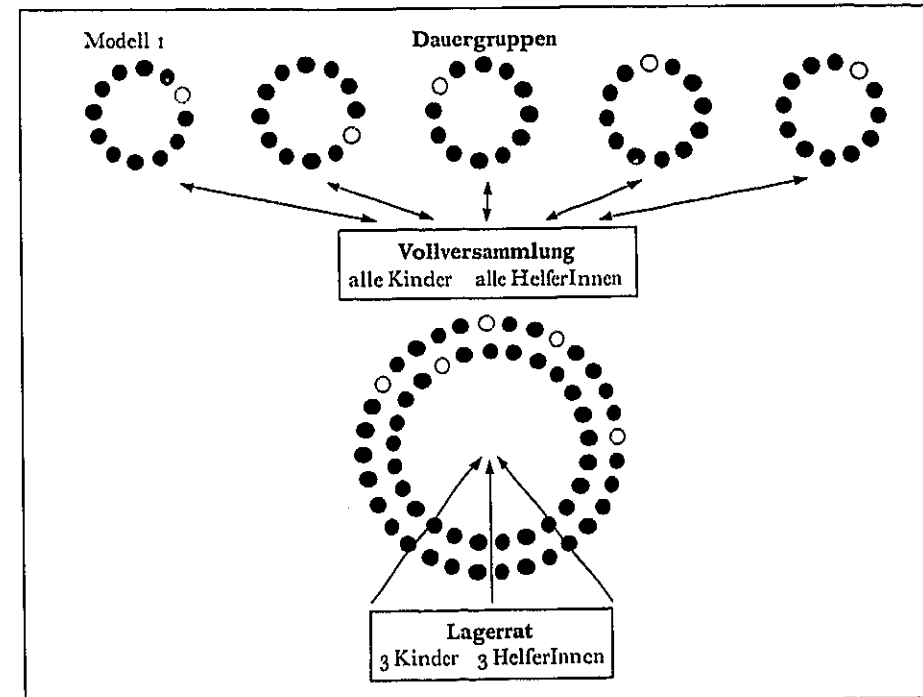 Modell 1
Dauergruppen
Vollversammlung
alle Kinder alle HelferInnen
Lagerrat
3 Kinder 3 HelferInnen